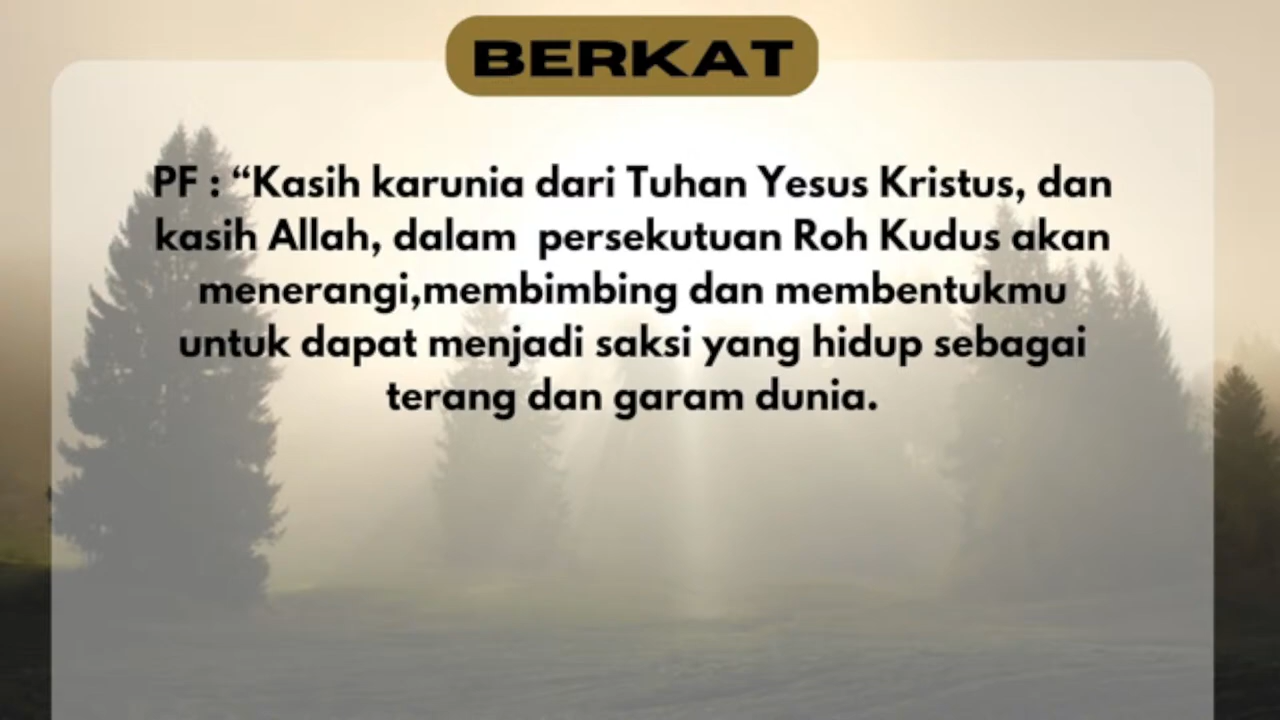 BERKAT
PF : “Kasih karunia dari Tuhan Yesus Kristus, dan
kasih Allah, dalam  persekutuan Roh Kudus akan
menerangi,membimbing dan membentukmu
untuk dapat menjadi saksi yang hidup sebagai
terang dan garam dunia.